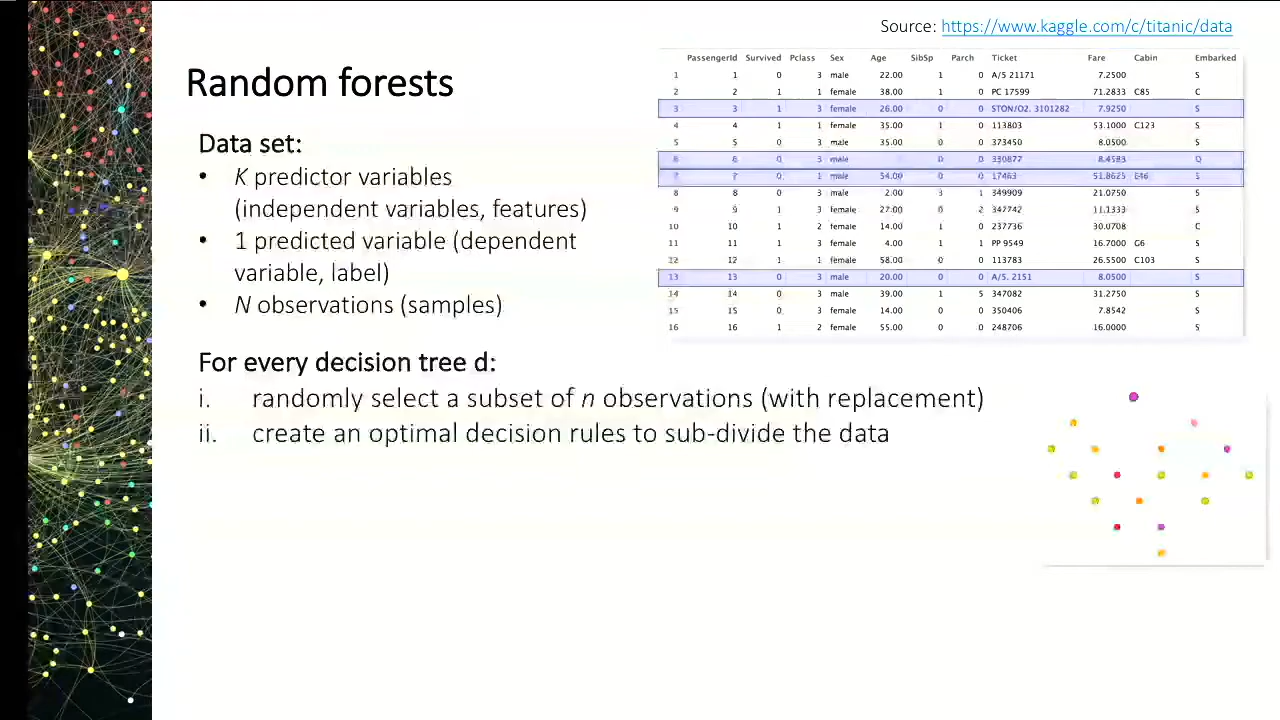 Source: https://www.kaggle.com/c/titanic/data
Random forests
Data set:
• K predictor variables
(independent variables, features)
• 1 predicted variable (dependent
variable, label)
• N observations (samples)
For every decision tree d:
i. randomly select a subset of n observations (with replacement)
ii. create an optimal decision rules to sub-divide the data
PassengerId Survived Pclass Sex Age SibSp Parch Ticket Fare Cabin Embarked
1 1 0 3 male 22.00 1 0 A/5 21171 7.2500 S
2 2 1 1 female 38.00 1 0 PC 17599 71.2833 C85 C
3 3 1 3 female 26.00 0 0 STON/O2. 3101282 7.9250 S
4 4 1 1 female 35.00 1 0 113803 53.1000 C123 S
5 5 0 3 male 35.00 0 0 373450 8.0500 S
6 6 0 3 male 0 0 330877 8.4583 Q
7 7 0 1 male 54.00 0 0 17463 51.8625 E46 S
8 8 0 3 male 2.00 3 1 349909 21.0750 S
9 9 1 3 female 27.00 0 2 347742 11.1333 S
10 10 1 2 female 14.00 1 0 237736 30.0708 C
11 11 1 3 female 4.00 1 1 PP 9549 16.7000 G6 S
12 12 1 1 female 58.00 0 0 113783 26.5500 C103 S
13 13 0 3 male 20.00 0 0 A/5. 2151 8.0500 S
14 14 0 3 male 39.00 1 5 347082 31.2750 S
15 15 0 3 female 14.00 0 0 350406 7.8542 S
16 16 1 2 female 55.00 0 0 248706 16.0000 S